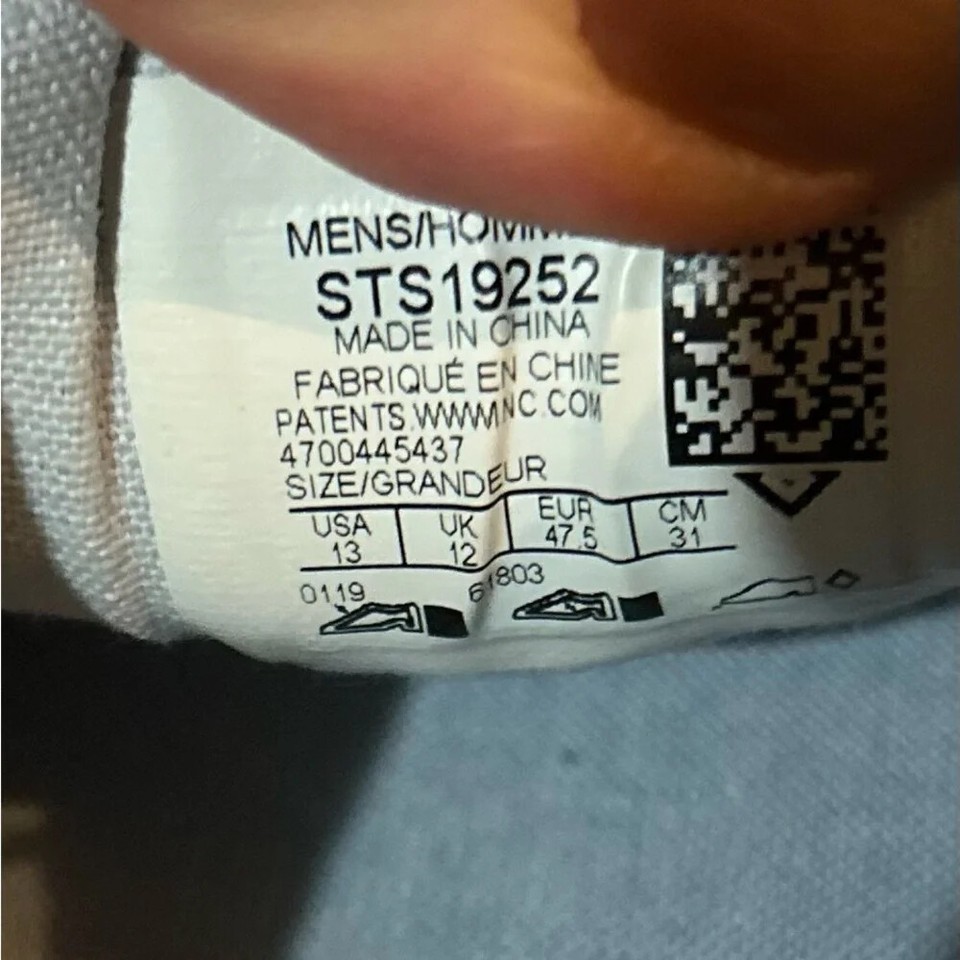 MENS/HOMM
STS19252
MADE IN CHINA
FABRIQUÉ EN CHINE
PATENTS.WWW.NC.COM
4700445437
SIZE/GRANDEUR
USA UK EUR CM
13 12 47.5 31
0119 61803